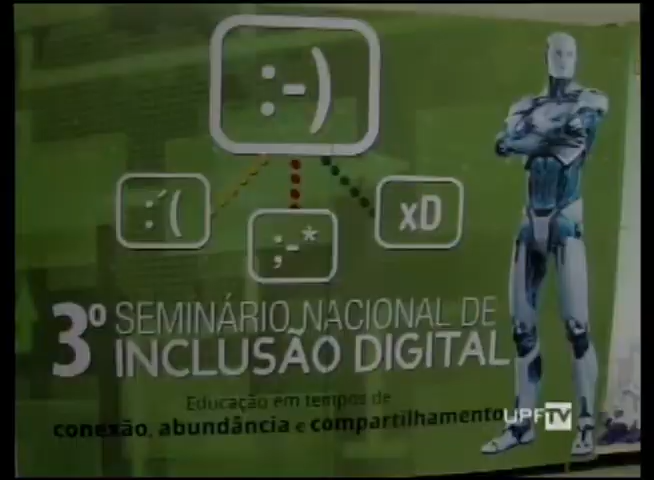 :-)
:´(
;-*
xD
3º SEMINÁRIO NACIONAL DE
INCLUSÃO DIGITAL
Educação em tempos de
conexão, abundância e compartilhamento
UPFTV